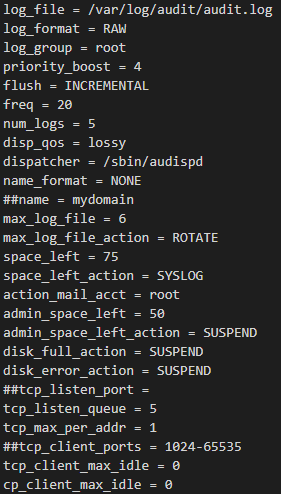 log_file = /var/log/audit/audit.log
log_format = RAW
log_group = root
priority_boost = 4
flush = INCREMENTAL
freq = 20
num_logs = 5
disp_qos = lossy
dispatcher = /sbin/audispd
name_format = NONE
##name = mydomain
max_log_file = 6
max_log_file_action = ROTATE
space_left = 75
space_left_action = SYSLOG
action_mail_acct = root
admin_space_left = 50
admin_space_left_action = SUSPEND
disk_full_action = SUSPEND
disk_error_action = SUSPEND
##tcp_listen_port =
tcp_listen_queue = 5
tcp_max_per_addr = 1
##tcp_client_ports = 1024-65535
tcp_client_max_idle = 0
cp_client_max_idle = 0